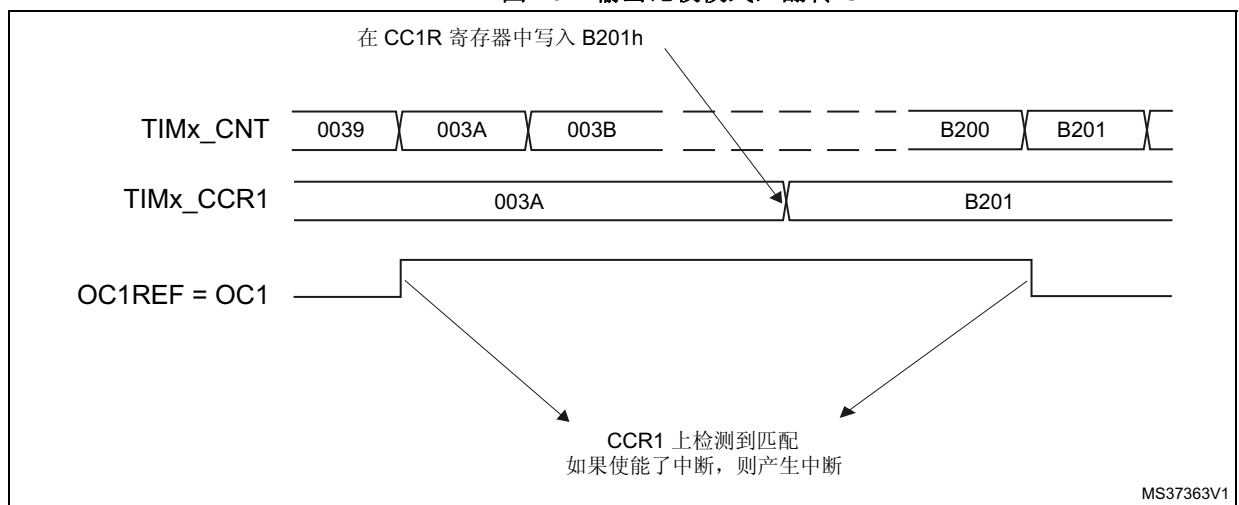 在 CC1R 寄存器中写入 B201h
TIMx_CNT 0039 003A 003B B200 B201
TIMx_CCR1 003A B201
OC1REF = OC1
CCR1 上检测到匹配
如果使能了中断，则产生中断
MS37363V1